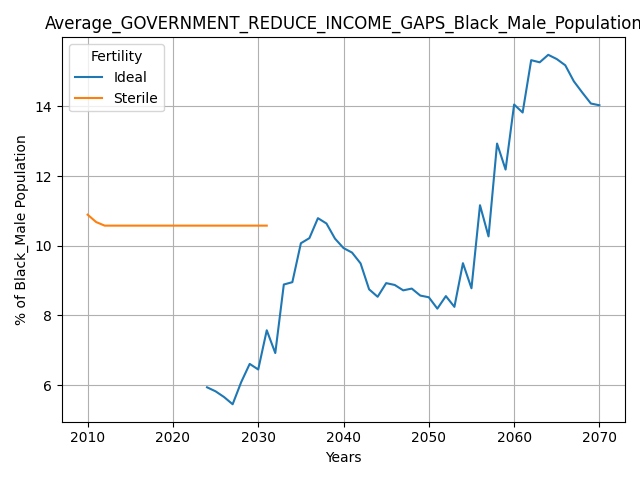 Average_GOVERNMENT_REDUCE_INCOME_GAPS_Black_Male_Population
Fertility
Ideal
Sterile
% of Black_Male Population
14
12
10
8
6
2010 2020 2030 2040 2050 2060 2070
Years